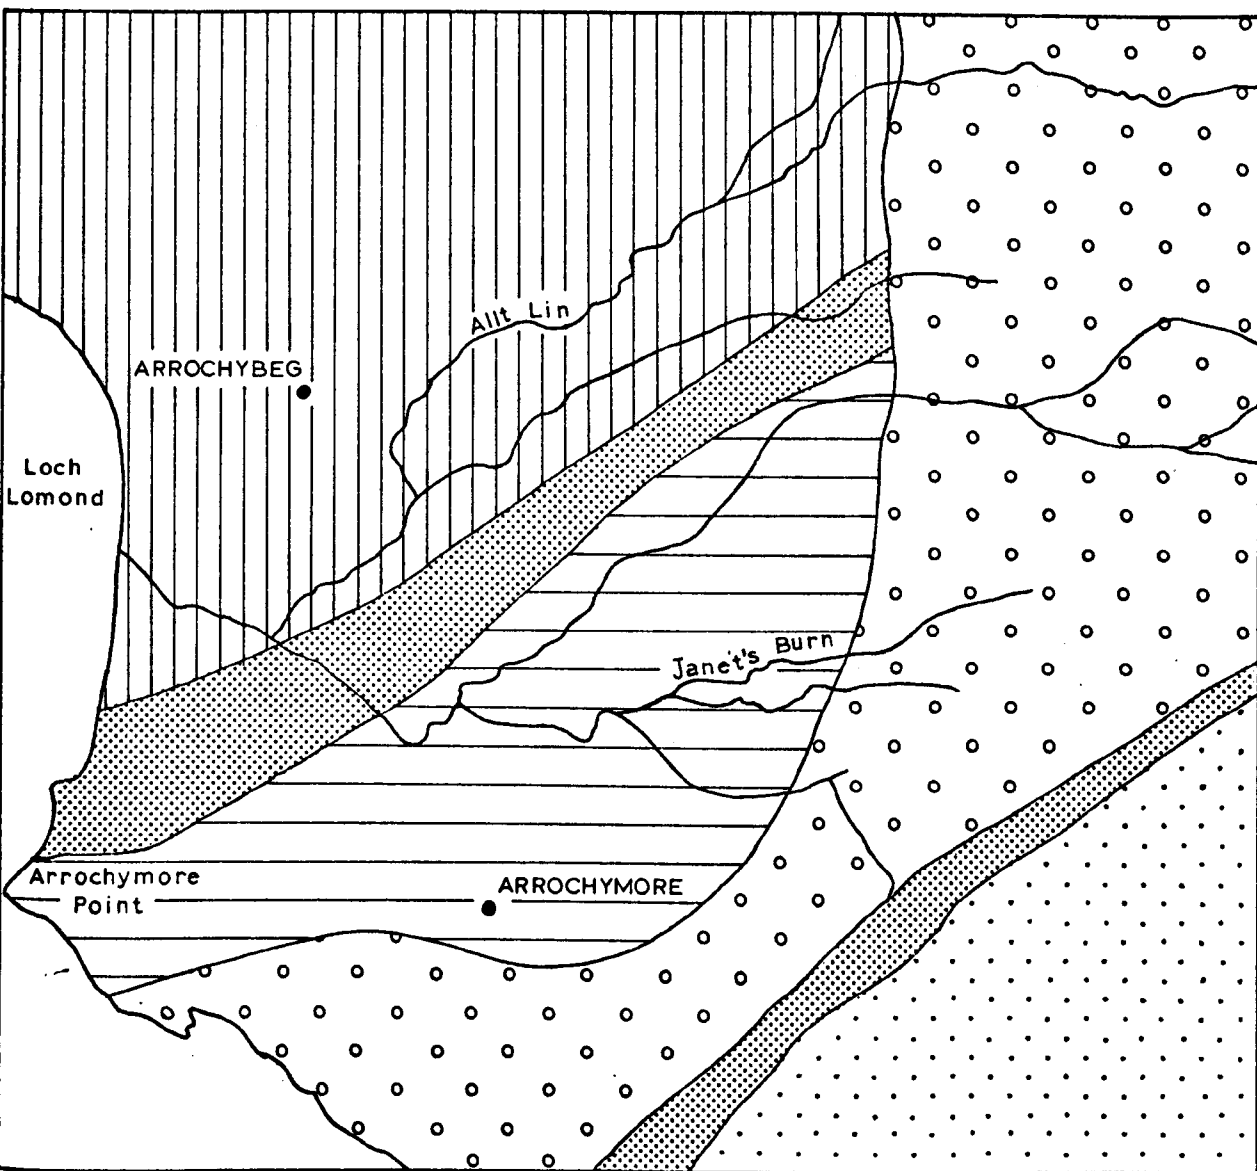 Allt Lin
ARROCHYBEG
Loch
Lomond
Janet's Burn
Arrochymore
Point
ARROCHYMORE